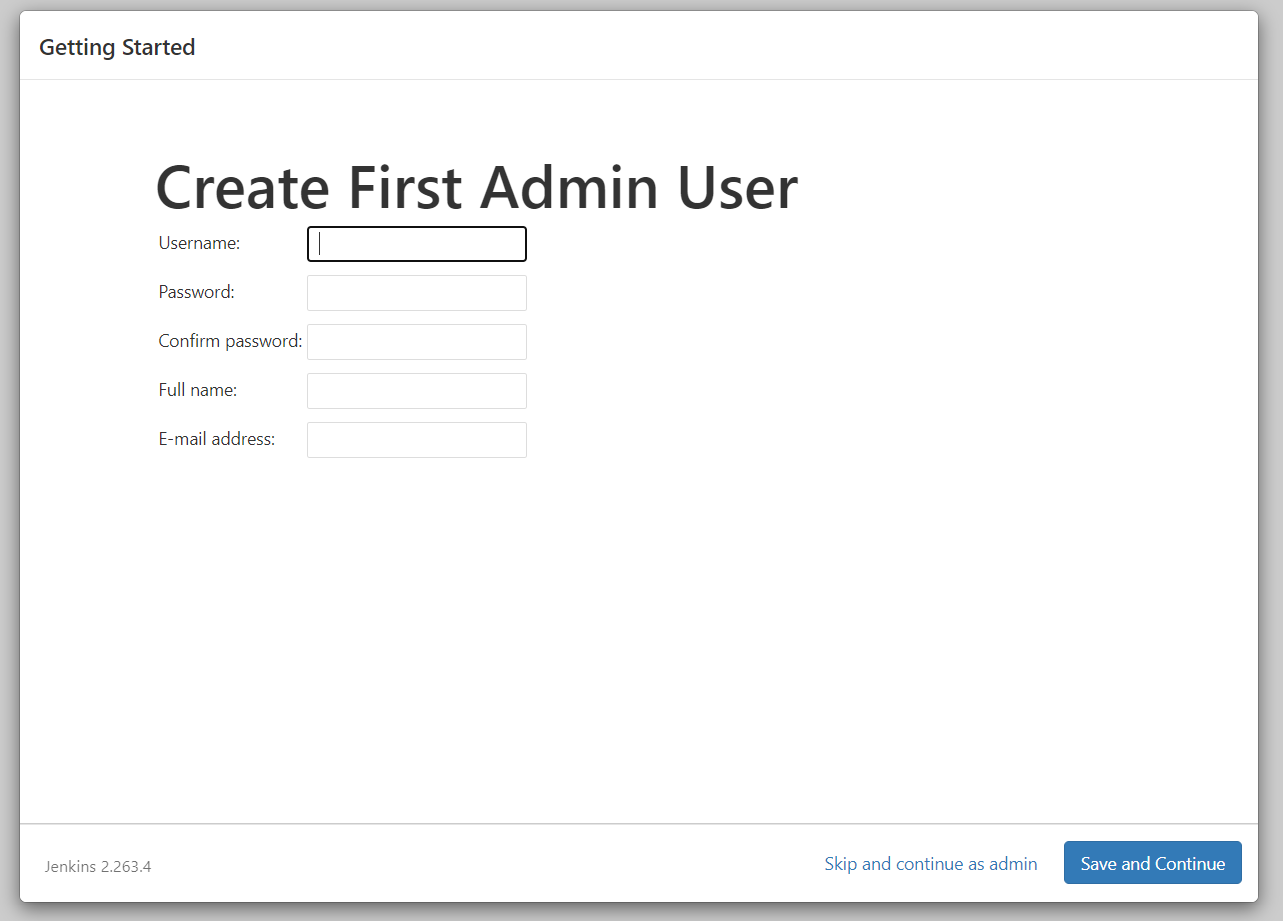 Getting Started
Create First Admin User
Username:
Password:
Confirm password:
Full name:
E-mail address:
Jenkins 2.263.4
Skip and continue as admin
Save and Continue